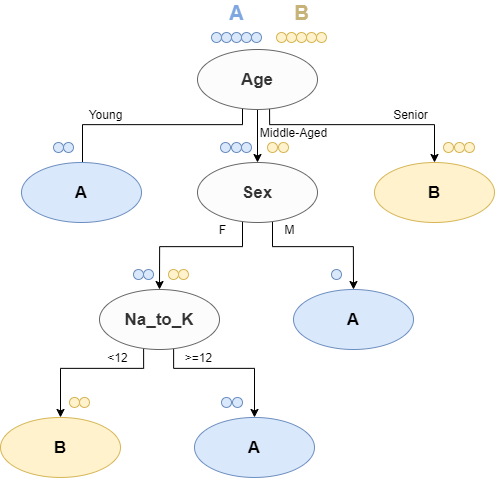 A B
Age
Young
Middle-Aged
Senior
A
Sex
B
F
M
Na_to_K
A
<12
>=12
B
A